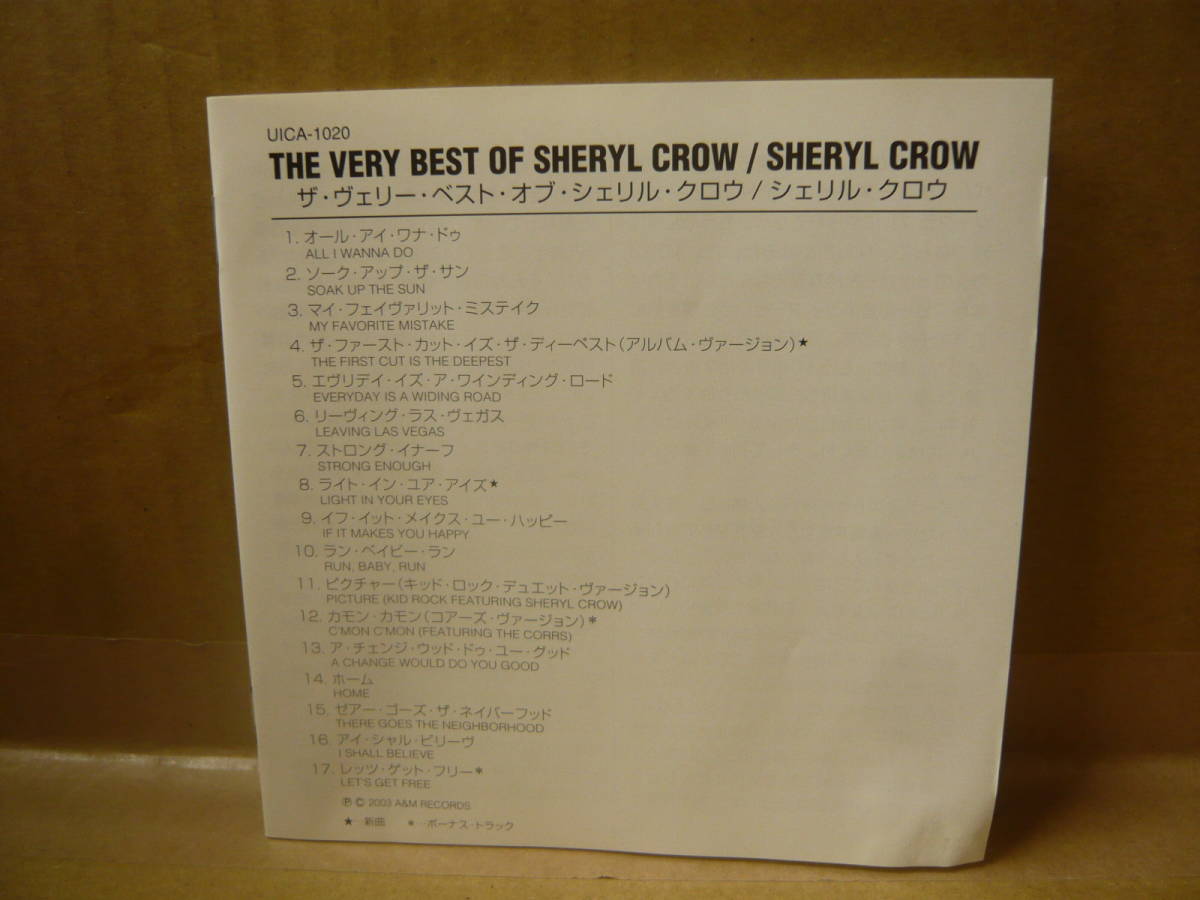 UICA-1020
THE VERY BEST OF SHERYL CROW / SHERYL CROW
ザ・ヴェリー・ベスト・オブ・シェリル・クロウ / シェリル・クロウ
1. オール・アイ・ワナ・ドゥ
ALL I WANNA DO
2. ソーク・アップ・ザ・サン
SOAK UP THE SUN
3. マイ・フェイヴァリット・ミステイク
MY FAVORITE MISTAKE
4. ザ・ファースト・カット・イズ・ザ・ディーペスト(アルバム・ヴァージョン)★
THE FIRST CUT IS THE DEEPEST
5. エヴリデイ・イズ・ア・ワインディング・ロード
EVERYDAY IS A WIDING ROAD
6. リーヴィング・ラス・ヴェガス
LEAVING LAS VEGAS
7. ストロング・イナーフ
STRONG ENOUGH
8. ライト・イン・ユア・アイズ★
LIGHT IN YOUR EYES
9. イフ・イット・メイクス・ユー・ハッピー
IF IT MAKES YOU HAPPY
10. ラン・ベイビー・ラン
RUN, BABY, RUN
11. ピクチャー(キッド・ロック・デュエット・ヴァージョン)
PICTURE (KID ROCK FEATURING SHERYL CROW)
12. カモン・カモン(コアーズ・ヴァージョン)*
C'MON C'MON (FEATURING THE CORRS)
13. ア・チェンジ・ウッド・ドゥ・ユー・グッド
A CHANGE WOULD DO YOU GOOD
14. ホーム
HOME
15. ゼアー・ゴーズ・ザ・ネイバーフッド
THERE GOES THE NEIGHBORHOOD
16. アイ・シャル・ビリーヴ
I SHALL BELIEVE
17. レッツ・ゲット・フリー*
LET'S GET FREE
℗ © 2003 A&M RECORDS
★…新曲 *…ボーナス・トラック